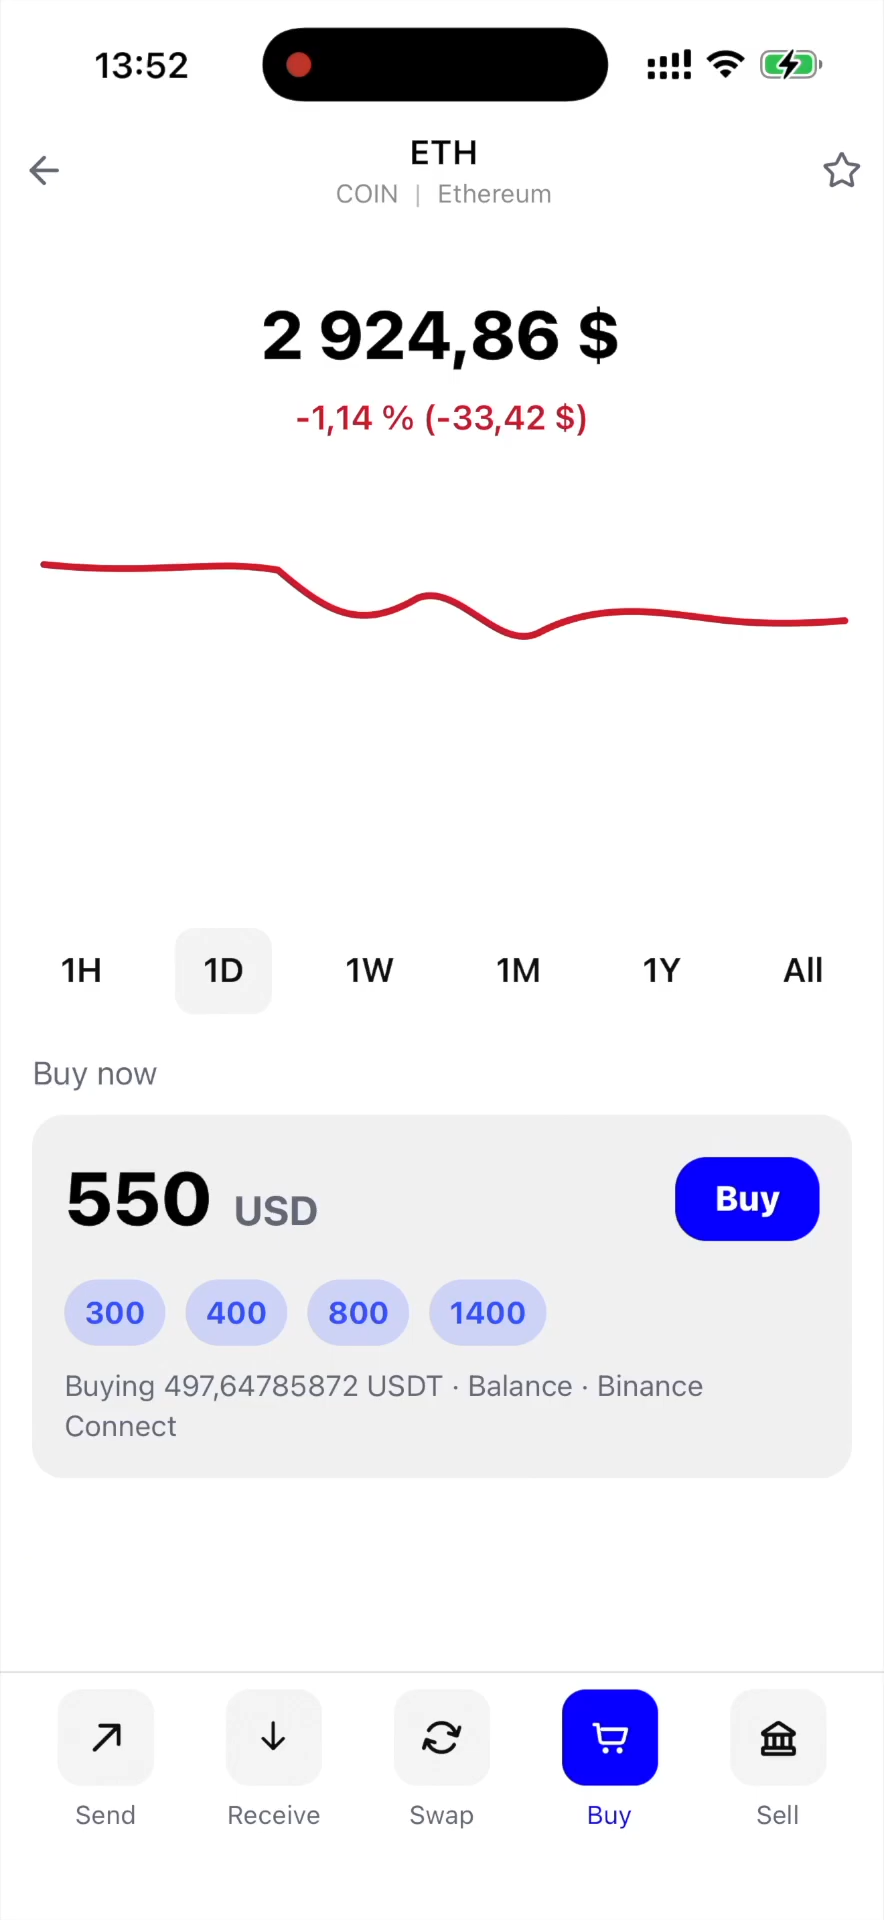 13:52
ETH
COIN | Ethereum
2 924,86 $
-1,14 % (-33,42 $)
1H 1D 1W 1M 1Y All
Buy now
550 USD Buy
300 400 800 1400
Buying 497,64785872 USDT · Balance · Binance
Connect
Send Receive Swap Buy Sell